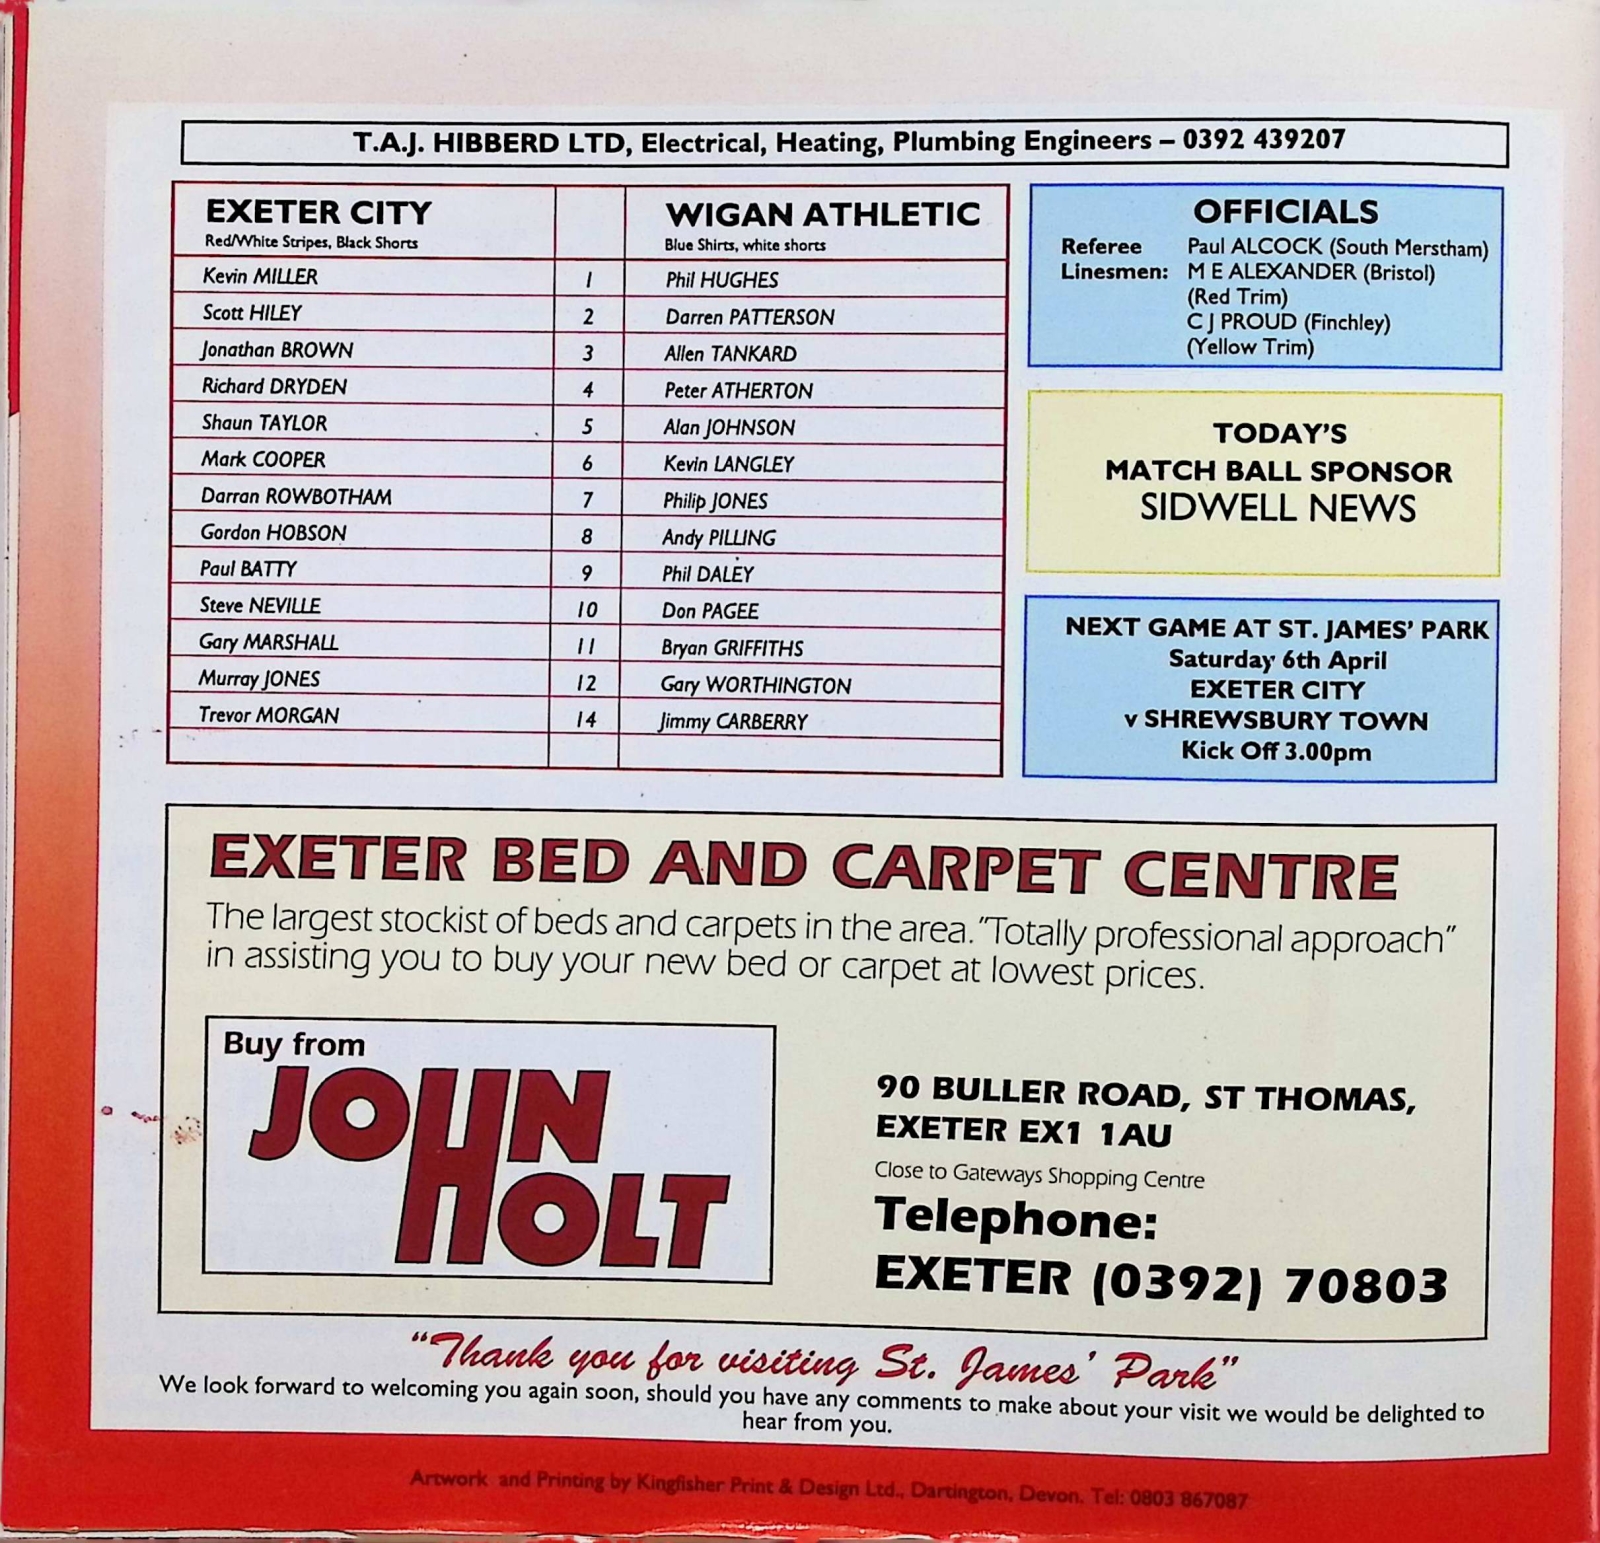 T.A.J. HIBBERD LTD, Electrical, Heating, Plumbing Engineers – 0392 439207
EXETER CITY WIGAN ATHLETIC
Red/White Stripes, Black Shorts Blue Shirts, white shorts
Kevin MILLER 1 Phil HUGHES
Scott HILEY 2 Darren PATTERSON
Jonathan BROWN 3 Allen TANKARD
Richard DRYDEN 4 Peter ATHERTON
Shaun TAYLOR 5 Alan JOHNSON
Mark COOPER 6 Kevin LANGLEY
Darran ROWBOTHAM 7 Philip JONES
Gordon HOBSON 8 Andy PILLING
Paul BATTY 9 Phil DALEY
Steve NEVILLE 10 Don PAGEE
Gary MARSHALL 11 Bryan GRIFFITHS
Murray JONES 12 Gary WORTHINGTON
Trevor MORGAN 14 Jimmy CARBERRY
OFFICIALS
Referee Paul ALCOCK (South Merstham)
Linesmen: M E ALEXANDER (Bristol)
(Red Trim)
C J PROUD (Finchley)
(Yellow Trim)
TODAY'S
MATCH BALL SPONSOR
SIDWELL NEWS
NEXT GAME AT ST. JAMES' PARK
Saturday 6th April
EXETER CITY
v SHREWSBURY TOWN
Kick Off 3.00pm
EXETER BED AND CARPET CENTRE
The largest stockist of beds and carpets in the area. "Totally professional approach"
in assisting you to buy your new bed or carpet at lowest prices.
Buy from
JOHN
HOLT
90 BULLER ROAD, ST THOMAS,
EXETER EX1 1AU
Close to Gateways Shopping Centre
Telephone:
EXETER (0392) 70803
"Thank you for visiting St. James' Park"
We look forward to welcoming you again soon, should you have any comments to make about your visit we would be delighted to
hear from you.
Artwork and Printing by Kingfisher Print & Design Ltd., Dartington, Devon. Tel: 0803 867087